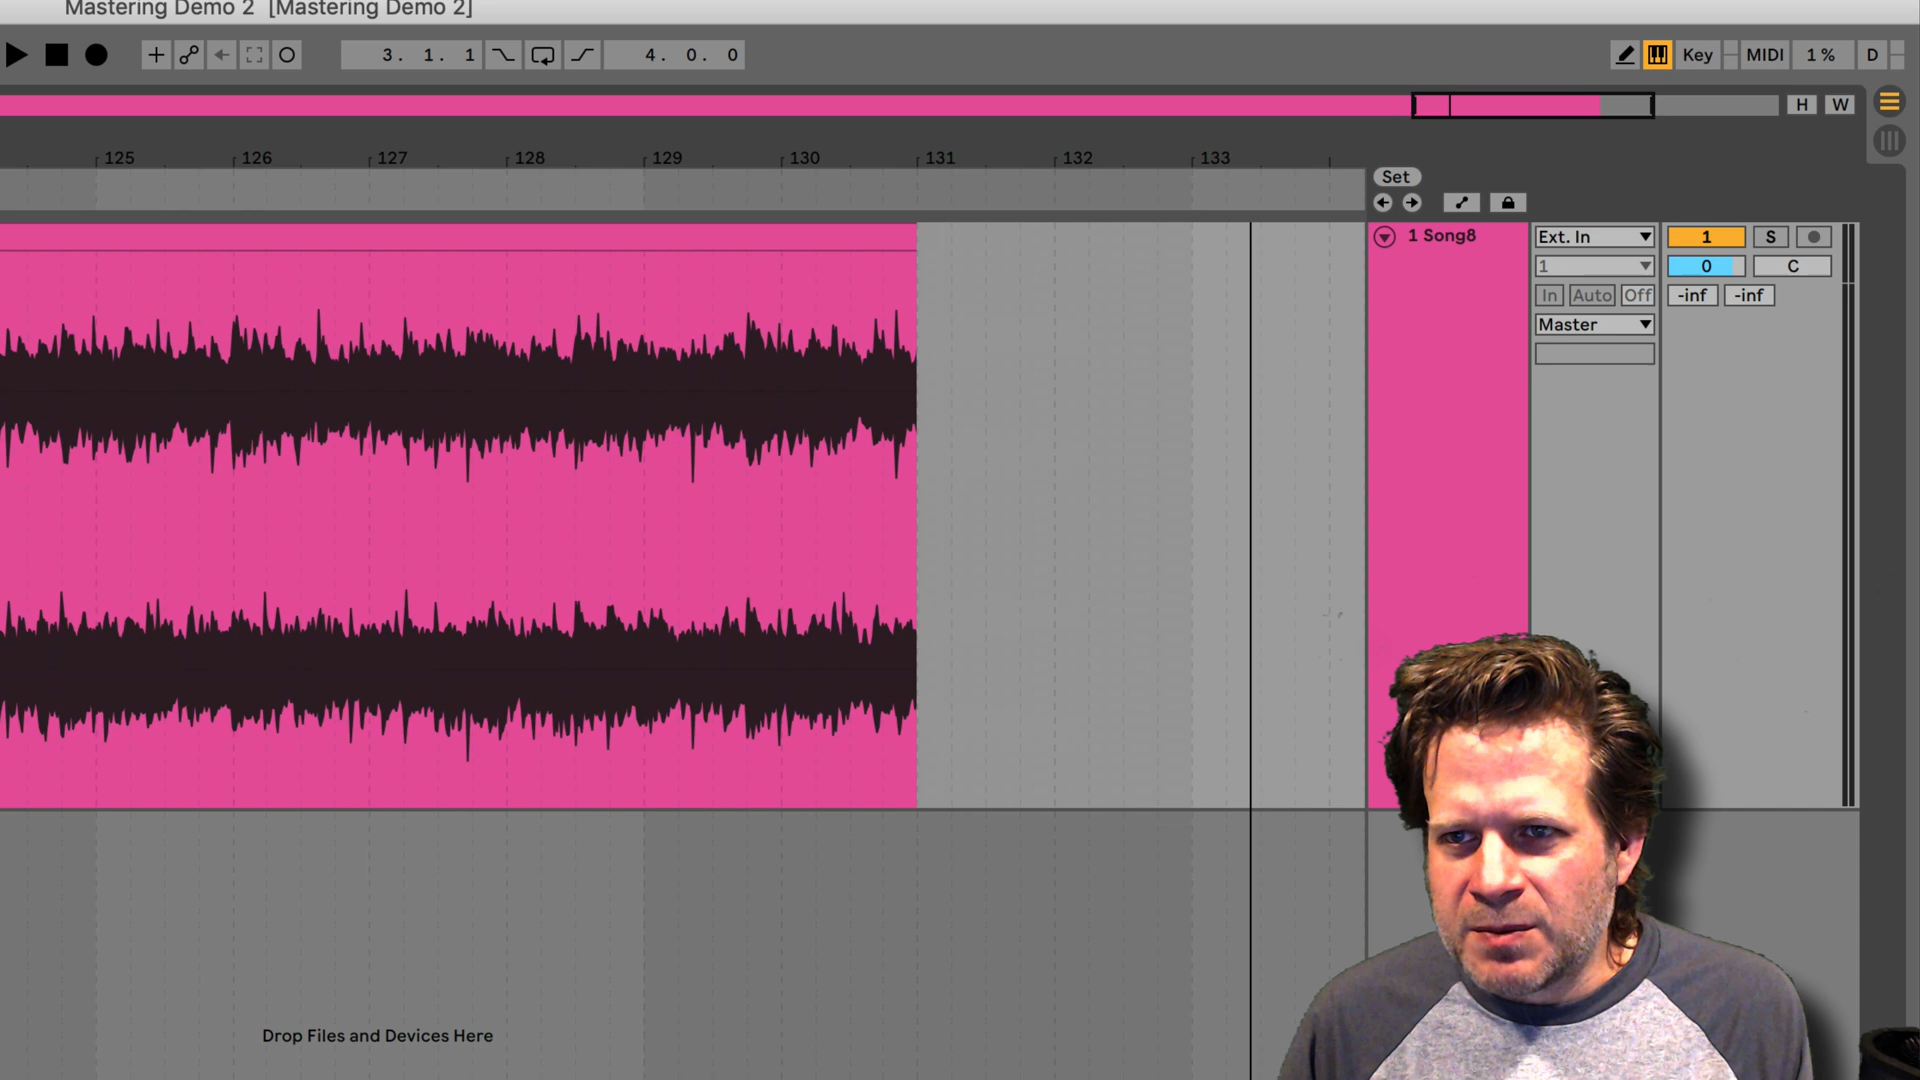 Mastering Demo 2 [Mastering Demo 2]
3. 1. 1
4. 0. 0
Key
MIDI
1 %
D
H
W
125
126
127
128
129
130
131
132
133
Set
1 Song8
Ext. In
1
S
1
0
C
In
Auto
Off
-inf
-inf
Master
Drop Files and Devices Here